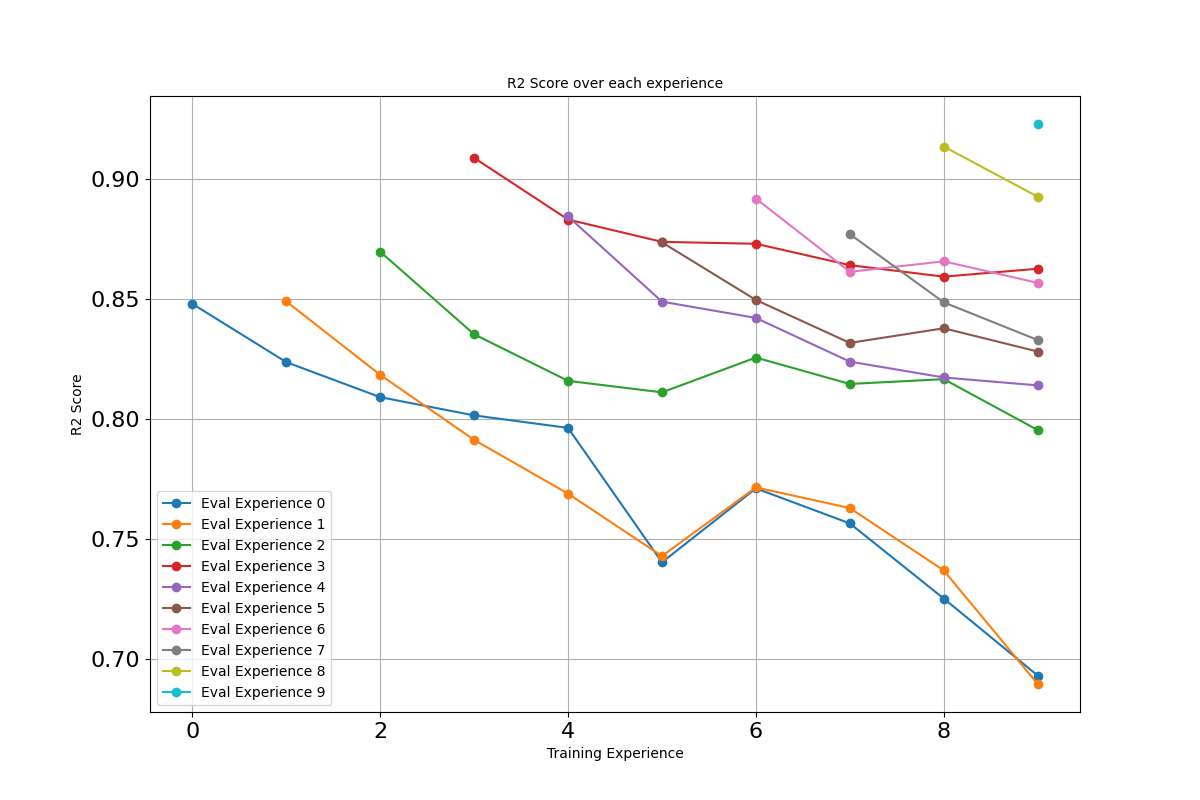 R2 Score over each experience
0.90
0.85
0.80
0.75
0.70
R2 Score
Eval Experience 0
Eval Experience 1
Eval Experience 2
Eval Experience 3
Eval Experience 4
Eval Experience 5
Eval Experience 6
Eval Experience 7
Eval Experience 8
Eval Experience 9
0 2 4 6 8
Training Experience